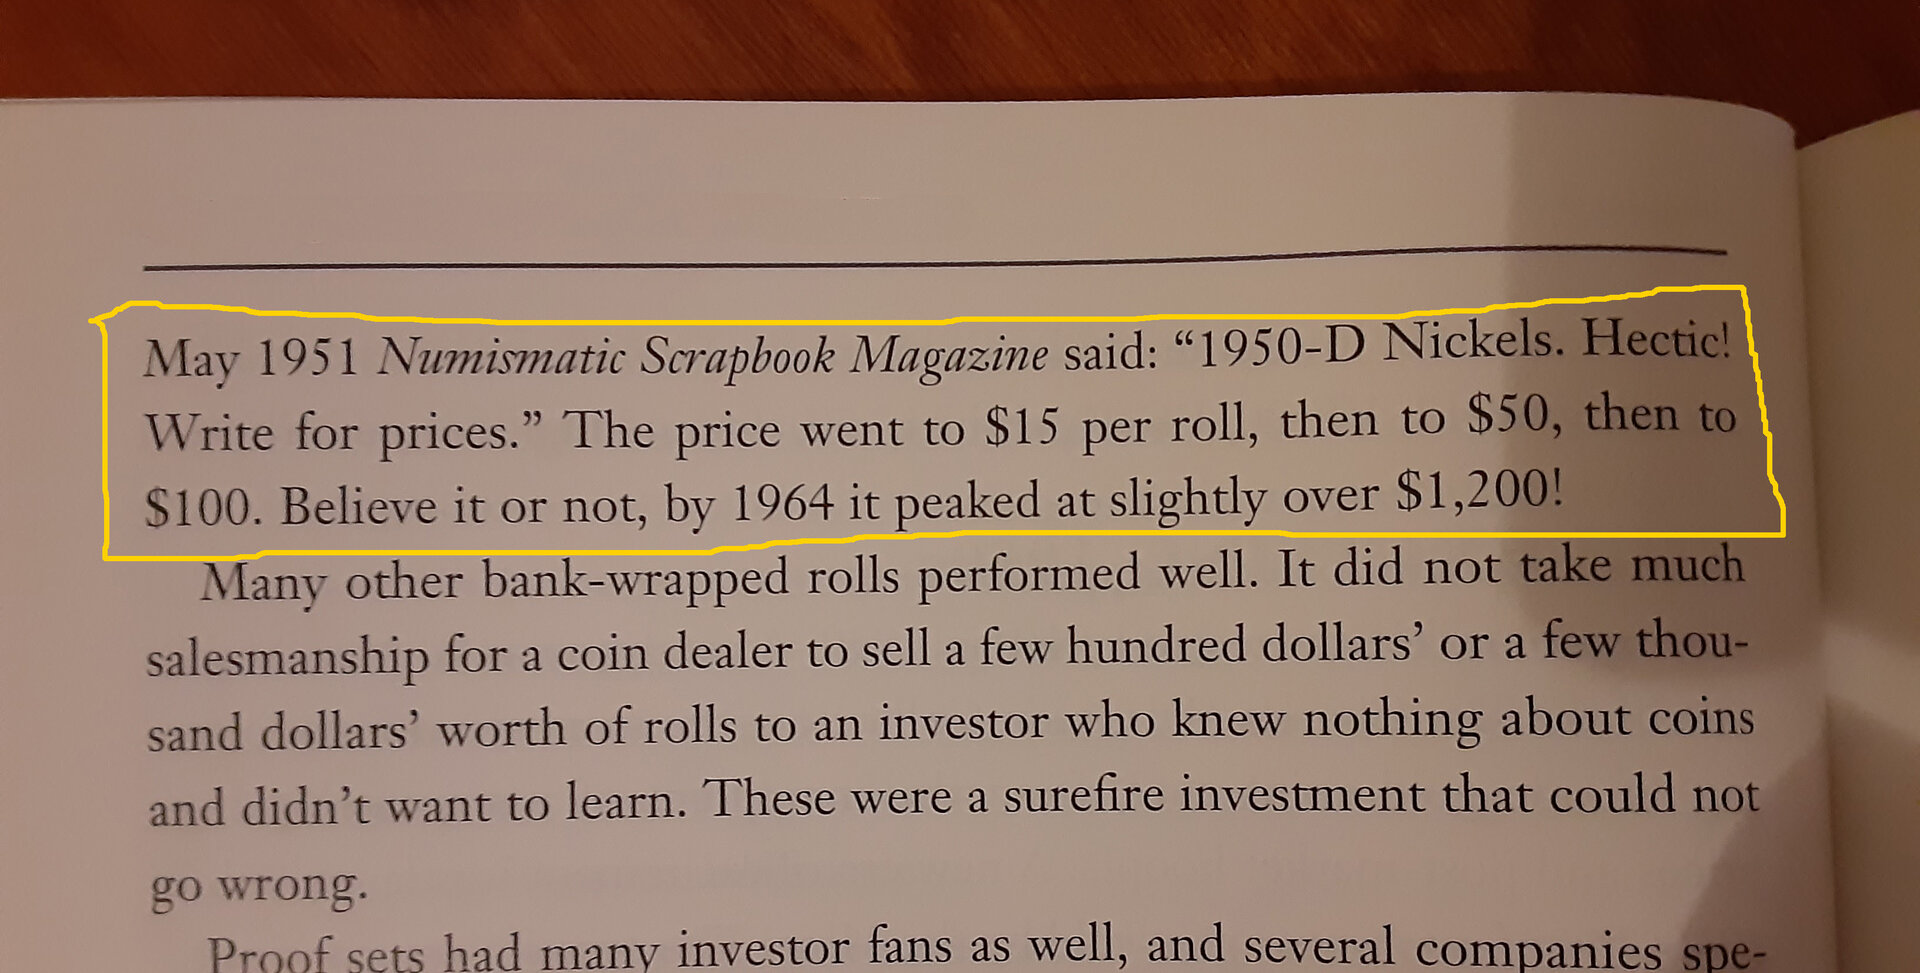 May 1951 Numismatic Scrapbook Magazine said: “1950-D Nickels. Hectic!
Write for prices.” The price went to $15 per roll, then to $50, then to
$100. Believe it or not, by 1964 it peaked at slightly over $1,200!
Many other bank-wrapped rolls performed well. It did not take much
salesmanship for a coin dealer to sell a few hundred dollars’ or a few thou-
sand dollars’ worth of rolls to an investor who knew nothing about coins
and didn’t want to learn. These were a surefire investment that could not
go wrong.
Proof sets had many investor fans as well, and several companies spe-